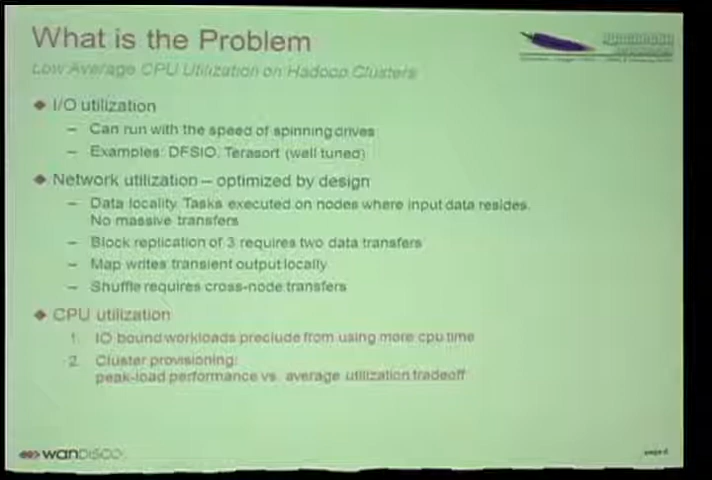 What is the Problem
Low Average CPU Utilization on Hadoop Clusters
◆ I/O utilization
– Can run with the speed of spinning drives
– Examples: DFSIO, Terasort (well tuned)
◆ Network utilization – optimized by design
– Data locality. Tasks executed on nodes where input data resides.
No massive transfers
– Block replication of 3 requires two data transfers
– Map writes transient output locally
– Shuffle requires cross-node transfers
◆ CPU utilization
1. IO bound workloads preclude from using more cpu time
2. Cluster provisioning:
peak-load performance vs. average utilization tradeoff
WANDISCO